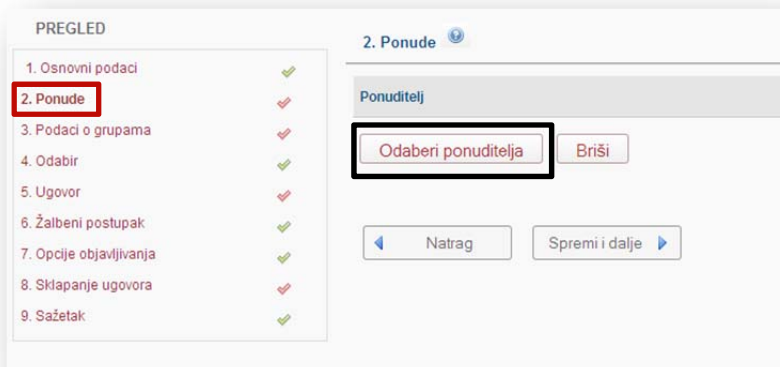 PREGLED
1. Osnovni podaci
2. Ponude
3. Podaci o grupama
4. Odabir
5. Ugovor
6. Žalbeni postupak
7. Opcije objavljivanja
8. Sklapanje ugovora
9. Sažetak
2. Ponude ?
Ponuditelj
Odaberi ponuditelja Briši
Natrag Spremi i dalje